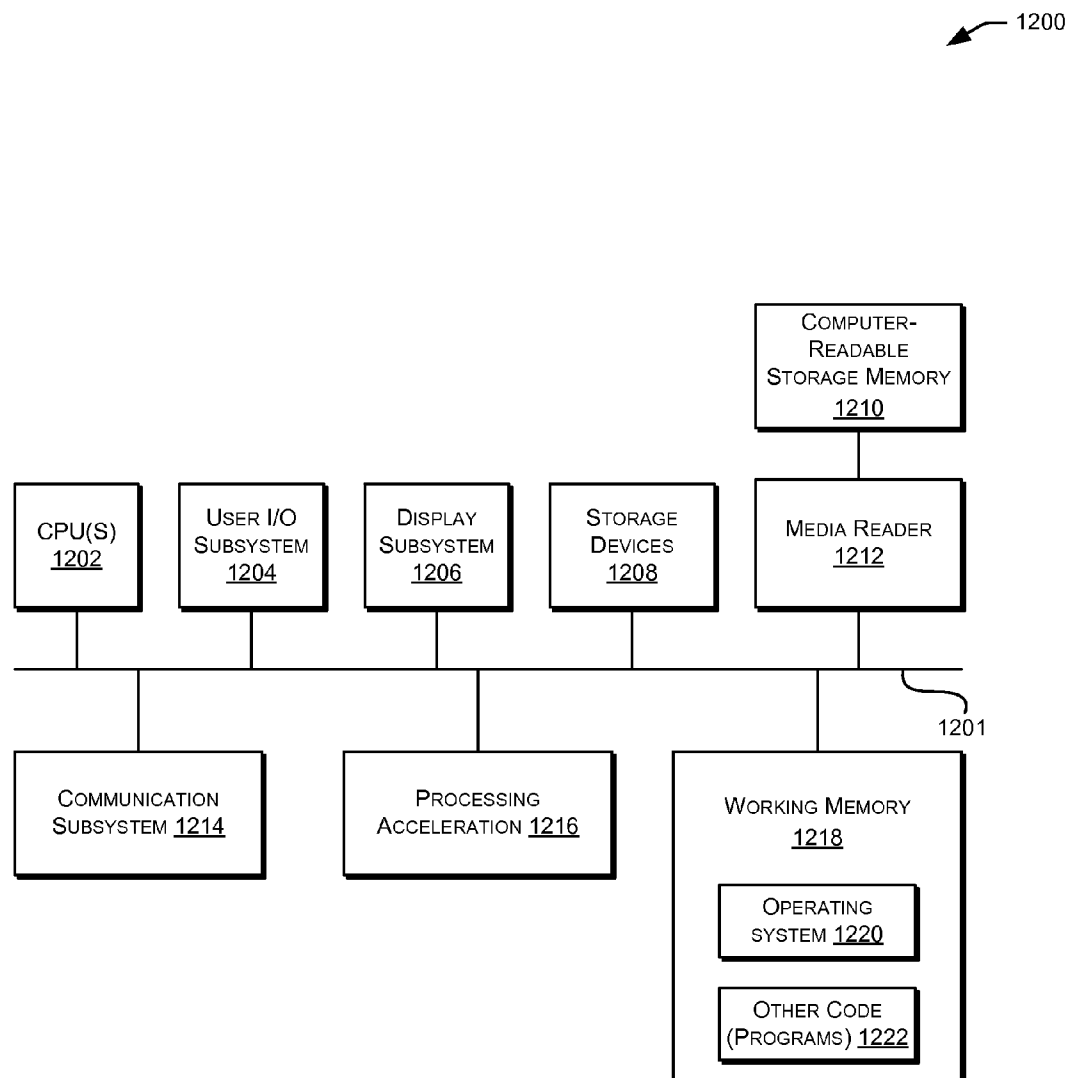 1200
COMPUTER-
READABLE
STORAGE MEMORY
1210
CPU(S)
1202
USER I/O
SUBSYSTEM
1204
DISPLAY
SUBSYSTEM
1206
STORAGE
DEVICES
1208
MEDIA READER
1212
1201
COMMUNICATION
SUBSYSTEM 1214
PROCESSING
ACCELERATION 1216
WORKING MEMORY
1218
OPERATING
SYSTEM 1220
OTHER CODE
(PROGRAMS) 1222